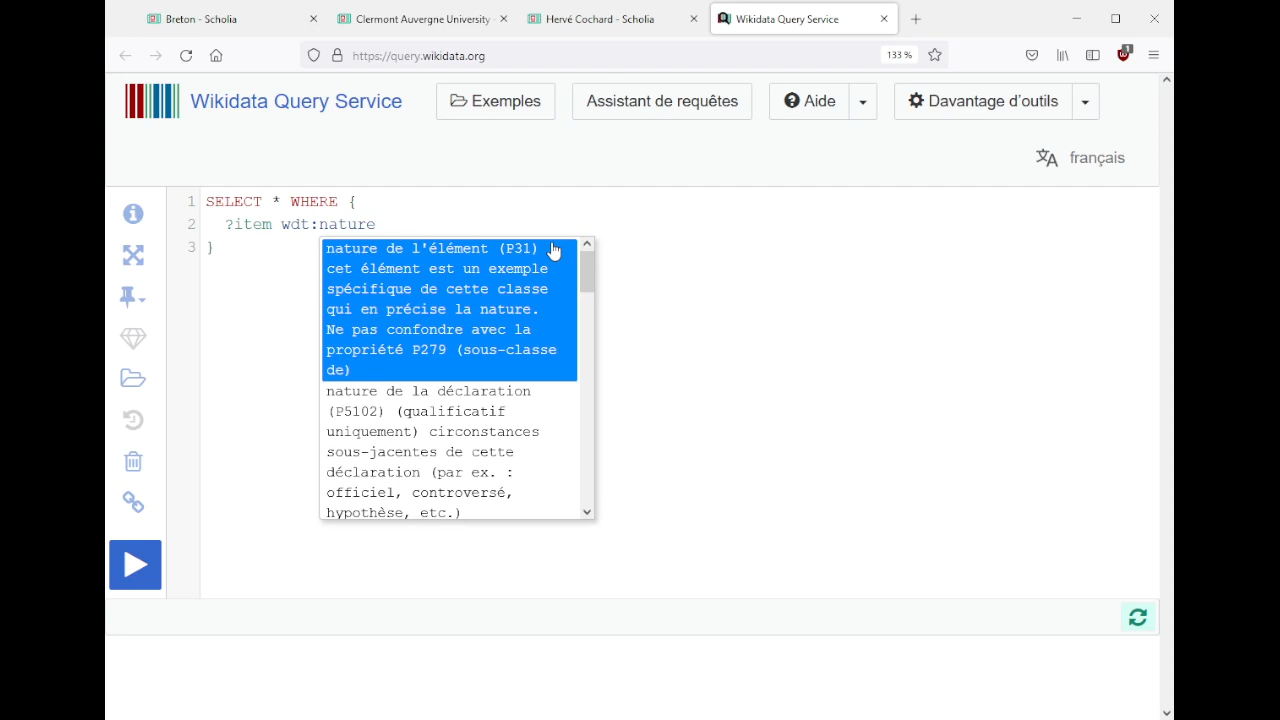 Breton - Scholia
Clermont Auvergne University -
Hervé Cochard - Scholia
Wikidata Query Service
https://query.wikidata.org
133 %
1
Wikidata Query Service
Exemples
Assistant de requêtes
Aide
Davantage d'outils
français
1 SELECT * WHERE {
2 ?item wdt:nature
3 }
nature de l'élément (P31)
cet élément est un exemple
spécifique de cette classe
qui en précise la nature.
Ne pas confondre avec la
propriété P279 (sous-classe
de)
nature de la déclaration
(P5102) (qualificatif
uniquement) circonstances
sous-jacentes de cette
déclaration (par ex. :
officiel, controversé,
hypothèse, etc.)